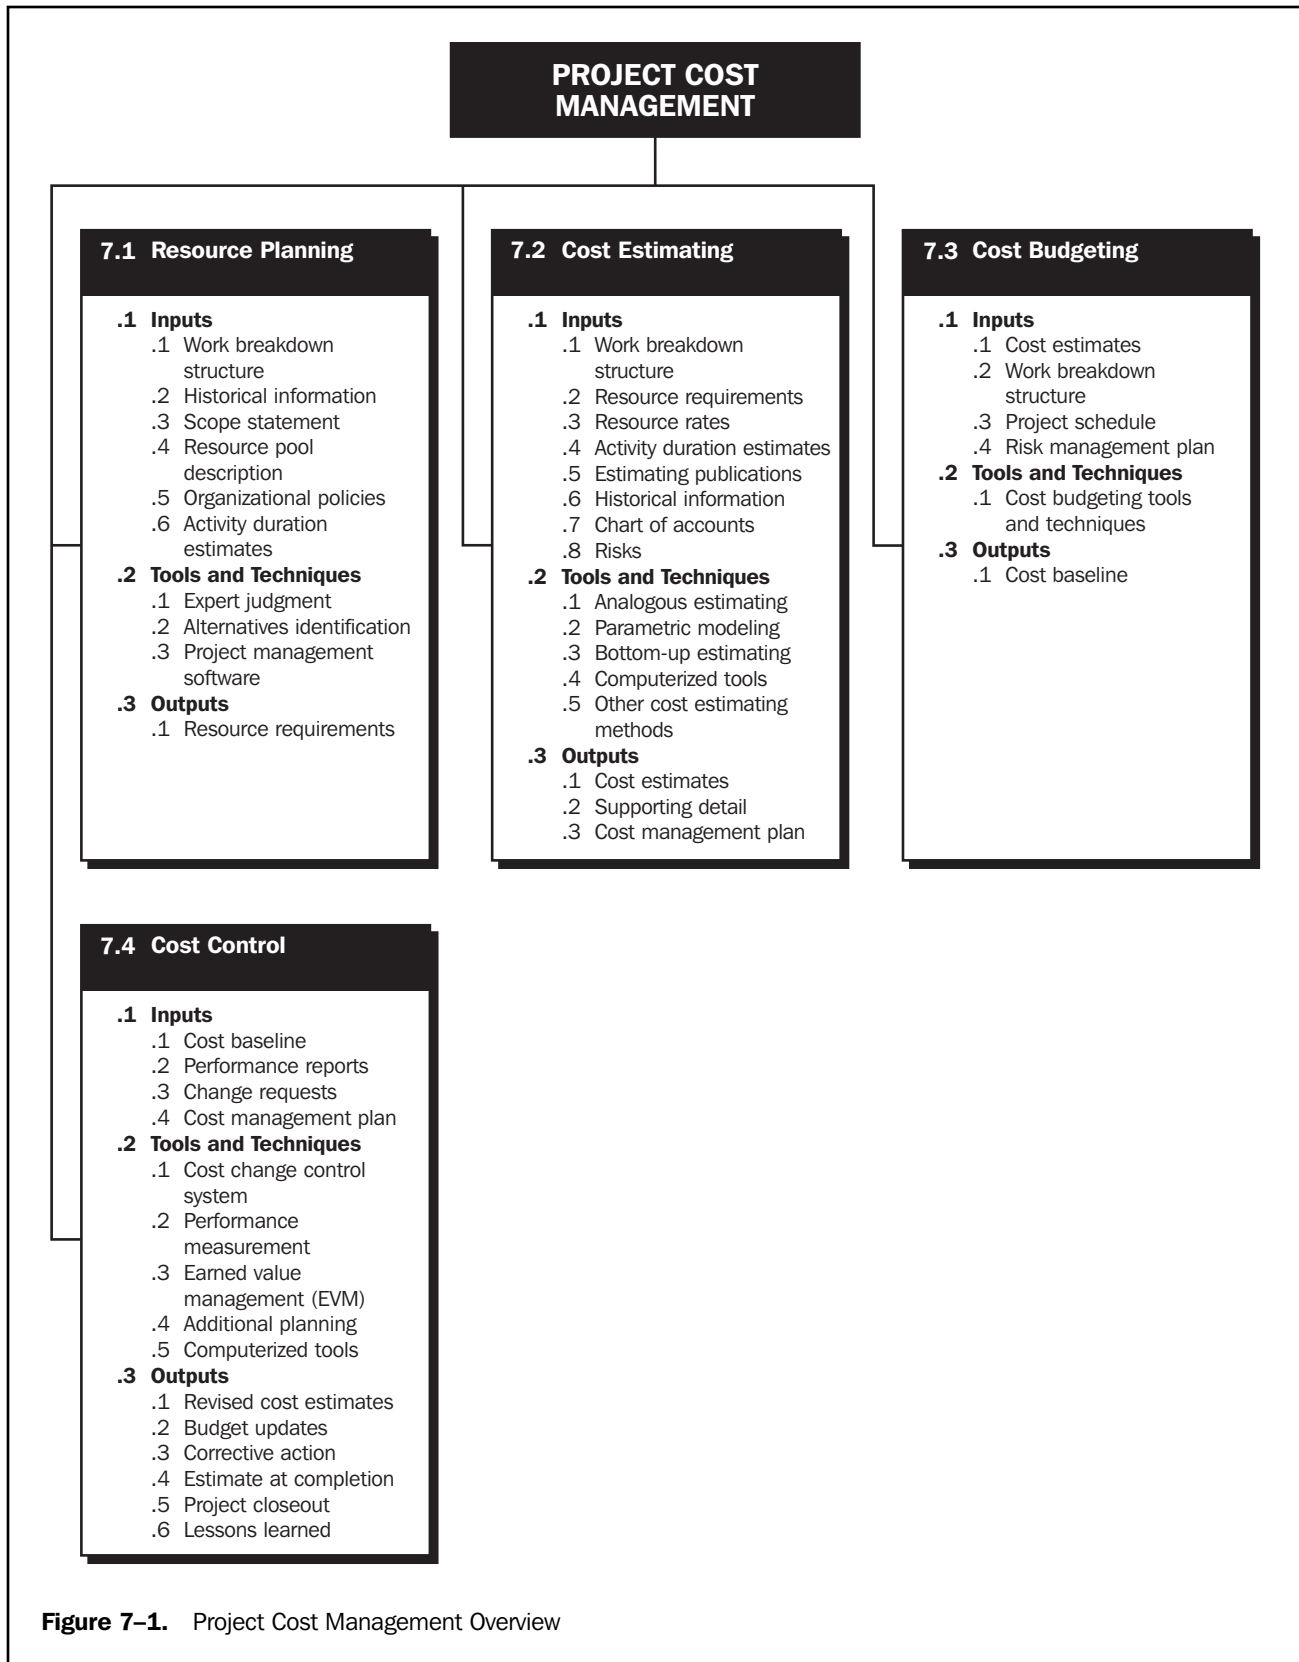 PROJECT COST
MANAGEMENT
7.1 Resource Planning
.1 Inputs
.1 Work breakdown
structure
.2 Historical information
.3 Scope statement
.4 Resource pool
description
.5 Organizational policies
.6 Activity duration
estimates
.2 Tools and Techniques
.1 Expert judgment
.2 Alternatives identification
.3 Project management
software
.3 Outputs
.1 Resource requirements
7.2 Cost Estimating
.1 Inputs
.1 Work breakdown
structure
.2 Resource requirements
.3 Resource rates
.4 Activity duration estimates
.5 Estimating publications
.6 Historical information
.7 Chart of accounts
.8 Risks
.2 Tools and Techniques
.1 Analogous estimating
.2 Parametric modeling
.3 Bottom-up estimating
.4 Computerized tools
.5 Other cost estimating
methods
.3 Outputs
.1 Cost estimates
.2 Supporting detail
.3 Cost management plan
7.3 Cost Budgeting
.1 Inputs
.1 Cost estimates
.2 Work breakdown
structure
.3 Project schedule
.4 Risk management plan
.2 Tools and Techniques
.1 Cost budgeting tools
and techniques
.3 Outputs
.1 Cost baseline
7.4 Cost Control
.1 Inputs
.1 Cost baseline
.2 Performance reports
.3 Change requests
.4 Cost management plan
.2 Tools and Techniques
.1 Cost change control
system
.2 Performance
measurement
.3 Earned value
management (EVM)
.4 Additional planning
.5 Computerized tools
.3 Outputs
.1 Revised cost estimates
.2 Budget updates
.3 Corrective action
.4 Estimate at completion
.5 Project closeout
.6 Lessons learned
Figure 7–1. Project Cost Management Overview